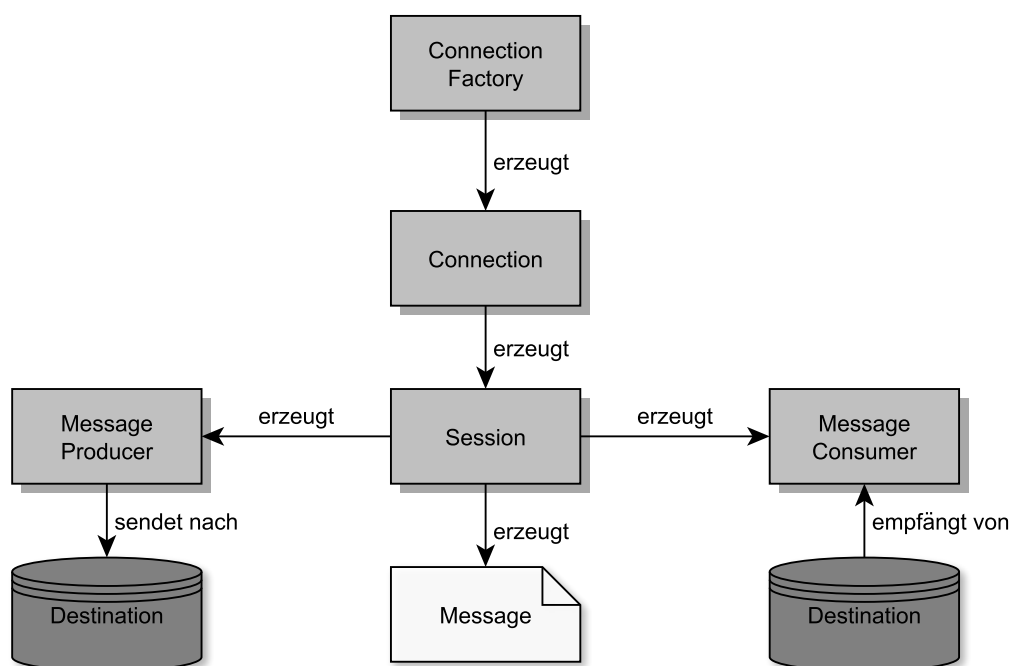 Connection
Factory
erzeugt
Connection
erzeugt
Message
Producer
erzeugt
Session
erzeugt
Message
Consumer
sendet nach
erzeugt
empfängt von
Destination
Message
Destination